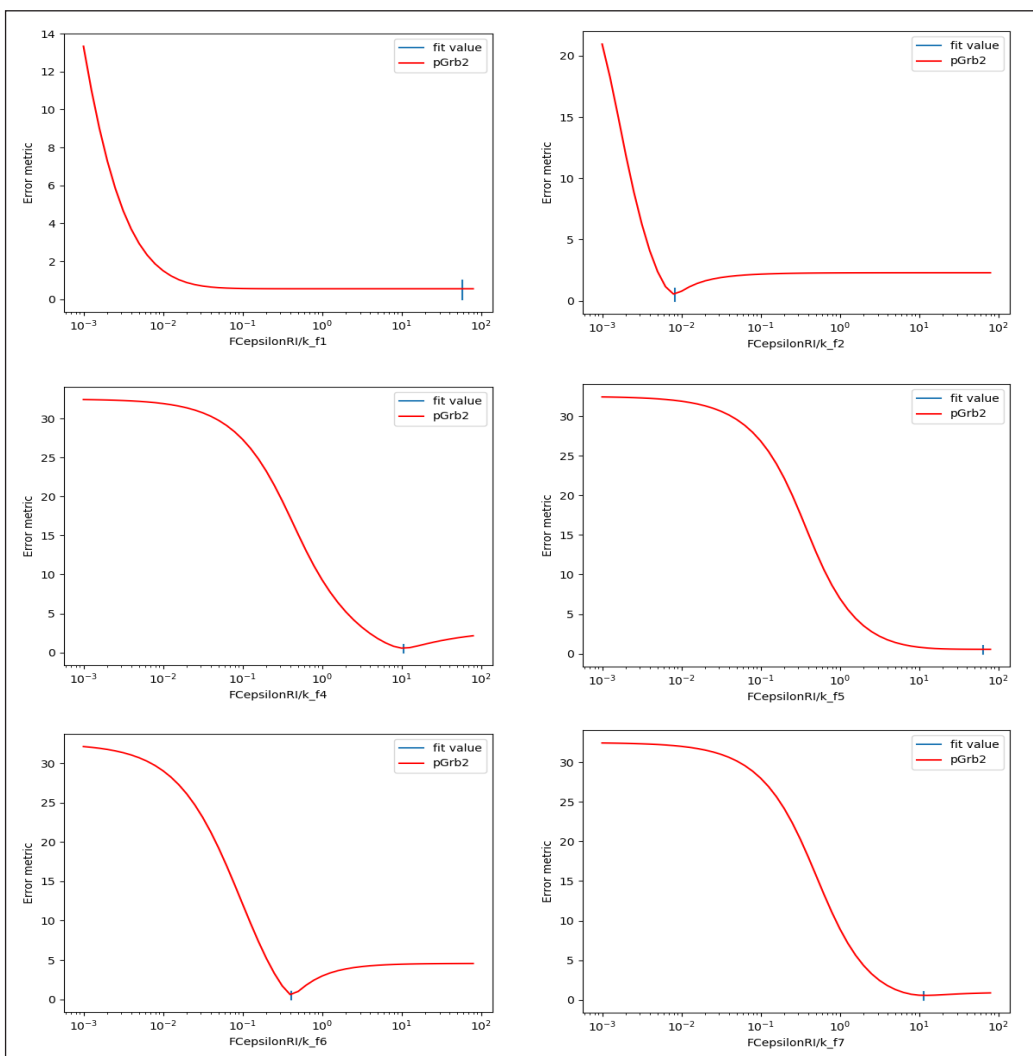 14
12
10
8
6
4
2
0
Error metric
fit value
pGrb2
10⁻³ 10⁻² 10⁻¹ 10⁰ 10¹ 10²
FCepsilonRI/k_f1
20
15
10
5
0
Error metric
fit value
pGrb2
10⁻³ 10⁻² 10⁻¹ 10⁰ 10¹ 10²
FCepsilonRI/k_f2
30
25
20
15
10
5
0
Error metric
fit value
pGrb2
10⁻³ 10⁻² 10⁻¹ 10⁰ 10¹ 10²
FCepsilonRI/k_f4
30
25
20
15
10
5
0
Error metric
fit value
pGrb2
10⁻³ 10⁻² 10⁻¹ 10⁰ 10¹ 10²
FCepsilonRI/k_f5
30
25
20
15
10
5
0
Error metric
fit value
pGrb2
10⁻³ 10⁻² 10⁻¹ 10⁰ 10¹ 10²
FCepsilonRI/k_f6
30
25
20
15
10
5
0
Error metric
fit value
pGrb2
10⁻³ 10⁻² 10⁻¹ 10⁰ 10¹ 10²
FCepsilonRI/k_f7